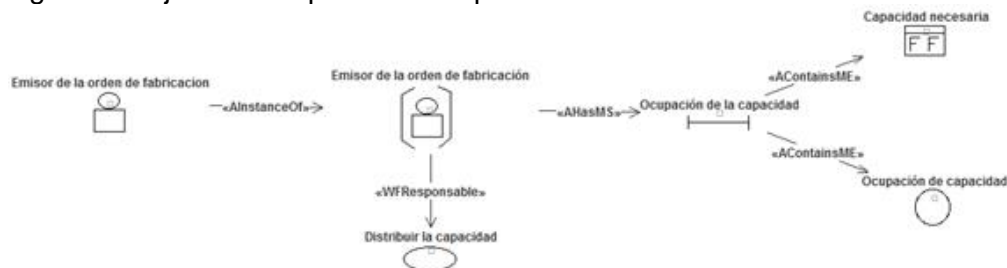 Capacidad necesaria
F F
«AContainsME»
Emisor de la orden de fabricacion
Emisor de la orden de fabricación
«AInstanceOf»
«AHasMS»
Ocupación de la capacidad
«AContainsME»
Ocupación de capacidad
«WFResponsable»
Distribuir la capacidad